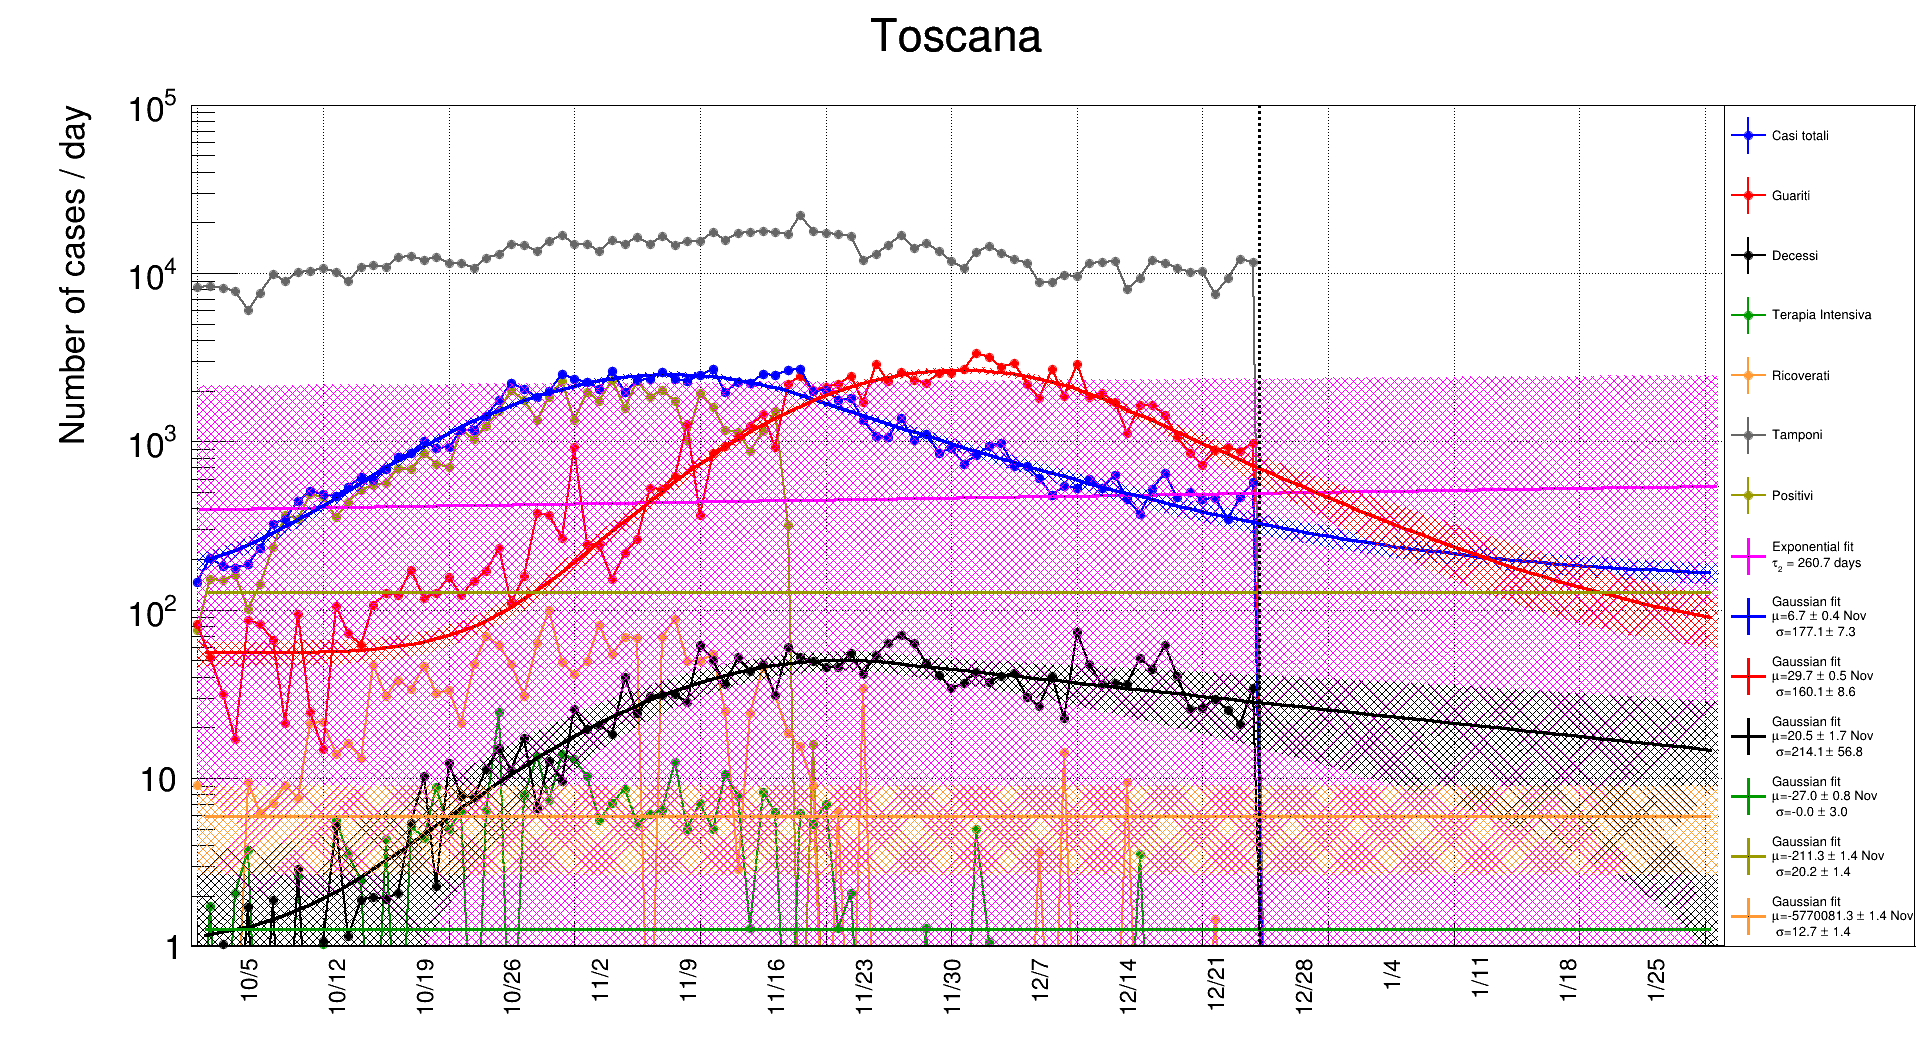 Toscana
Number of cases / day
10^5
10^4
10^3
10^2
10
1
10/5
10/12
10/19
10/26
11/2
11/9
11/16
11/23
11/30
12/7
12/14
12/21
12/28
1/4
1/11
1/18
1/25
Casi totali
Guariti
Decessi
Terapia Intensiva
Ricoverati
Tamponi
Positivi
Exponential fit
τ_2 = 260.7 days
Gaussian fit
μ=6.7 ± 0.4 Nov
σ=177.1 ± 7.3
Gaussian fit
μ=29.7 ± 0.5 Nov
σ=160.1 ± 8.6
Gaussian fit
μ=20.5 ± 1.7 Nov
σ=214.1 ± 56.8
Gaussian fit
μ=-27.0 ± 0.8 Nov
σ=-0.0 ± 3.0
Gaussian fit
μ=-211.3 ± 1.4 Nov
σ=20.2 ± 1.4
Gaussian fit
μ=-5770081.3 ± 1.4 Nov
σ=12.7 ± 1.4